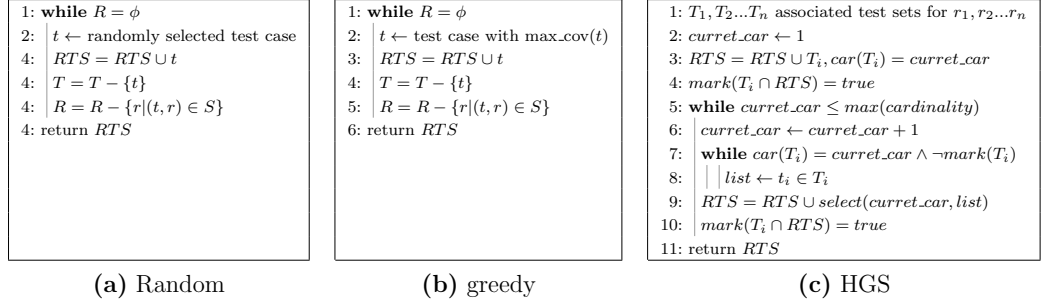 1: while R = ϕ
2: t ← randomly selected test case
4: RTS = RTS ∪ t
4: T = T − {t}
4: R = R − {r|(t, r) ∈ S}
4: return RTS
(a) Random
1: while R = ϕ
2: t ← test case with max_cov(t)
3: RTS = RTS ∪ t
4: T = T − {t}
5: R = R − {r|(t, r) ∈ S}
6: return RTS
(b) greedy
1: T₁, T₂...Tₙ associated test sets for r₁, r₂...rₙ
2: curret_car ← 1
3: RTS = RTS ∪ Tᵢ, car(Tᵢ) = curret_car
4: mark(Tᵢ ∩ RTS) = true
5: while curret_car ≤ max(cardinality)
6: curret_car ← curret_car + 1
7: while car(Tᵢ) = curret_car ∧ ¬mark(Tᵢ)
8: list ← tᵢ ∈ Tᵢ
9: RTS = RTS ∪ select(curret_car, list)
10: mark(Tᵢ ∩ RTS) = true
11: return RTS
(c) HGS